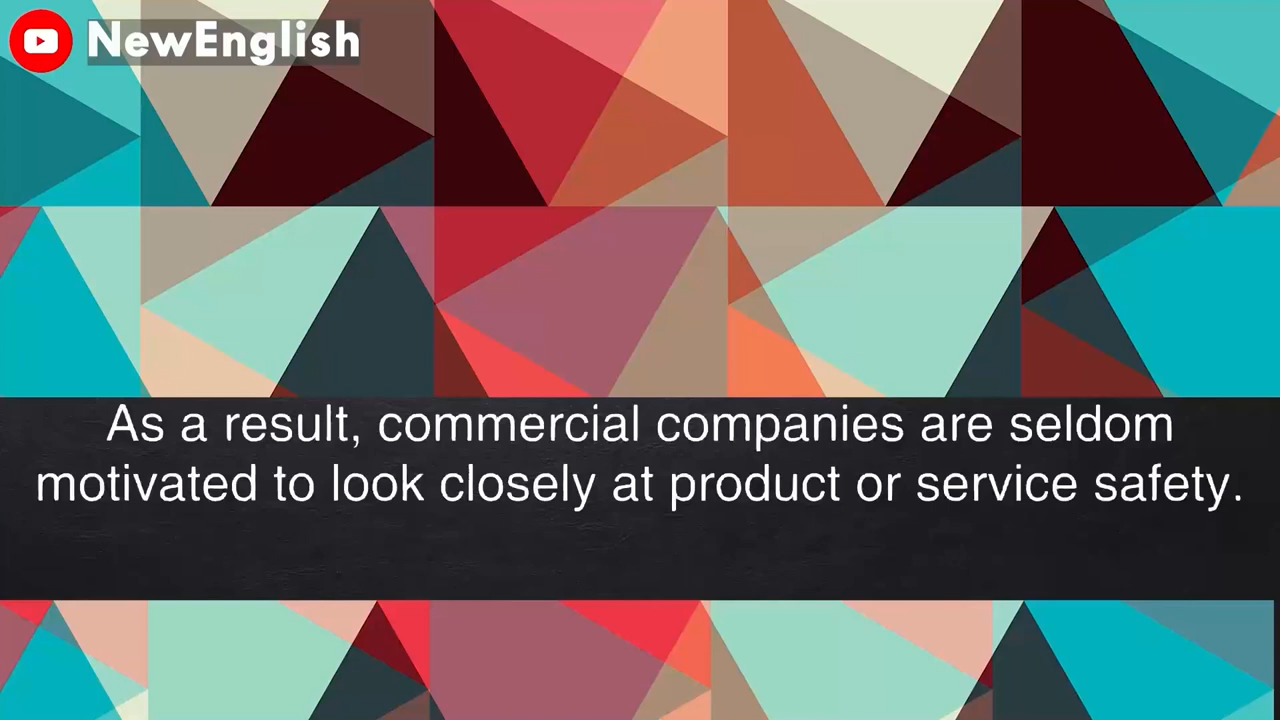 NewEnglish
As a result, commercial companies are seldom
motivated to look closely at product or service safety.